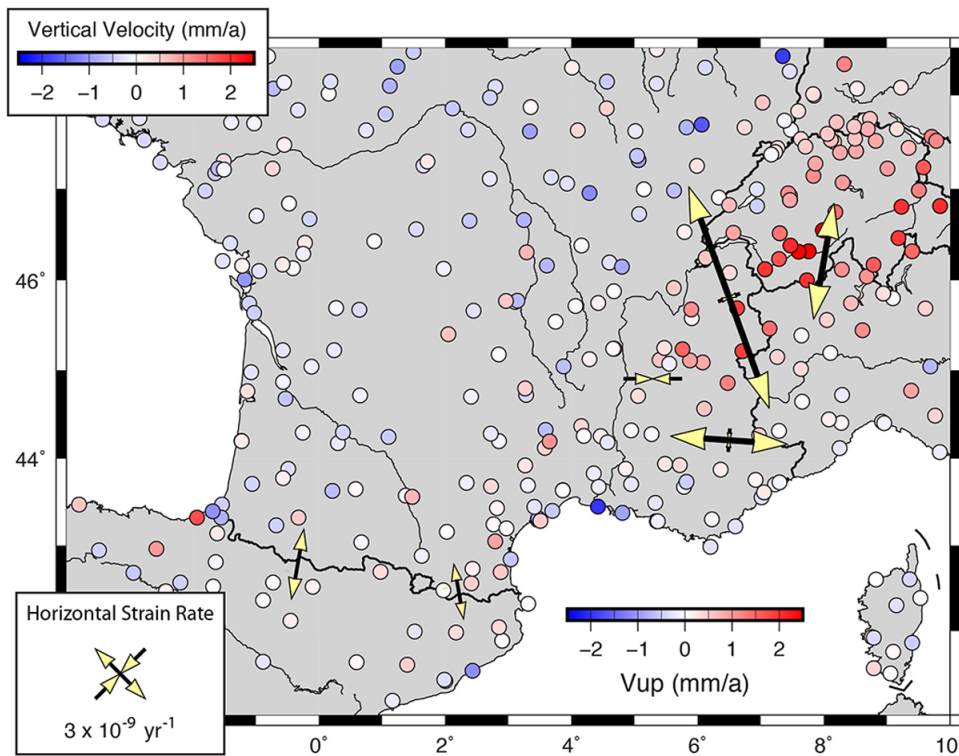 Vertical Velocity (mm/a)
−2 −1 0 1 2
46°
44°
−2 −1 0 1 2
Vup (mm/a)
Horizontal Strain Rate
3 x 10⁻⁹ yr⁻¹
0° 2° 4° 6° 8° 10